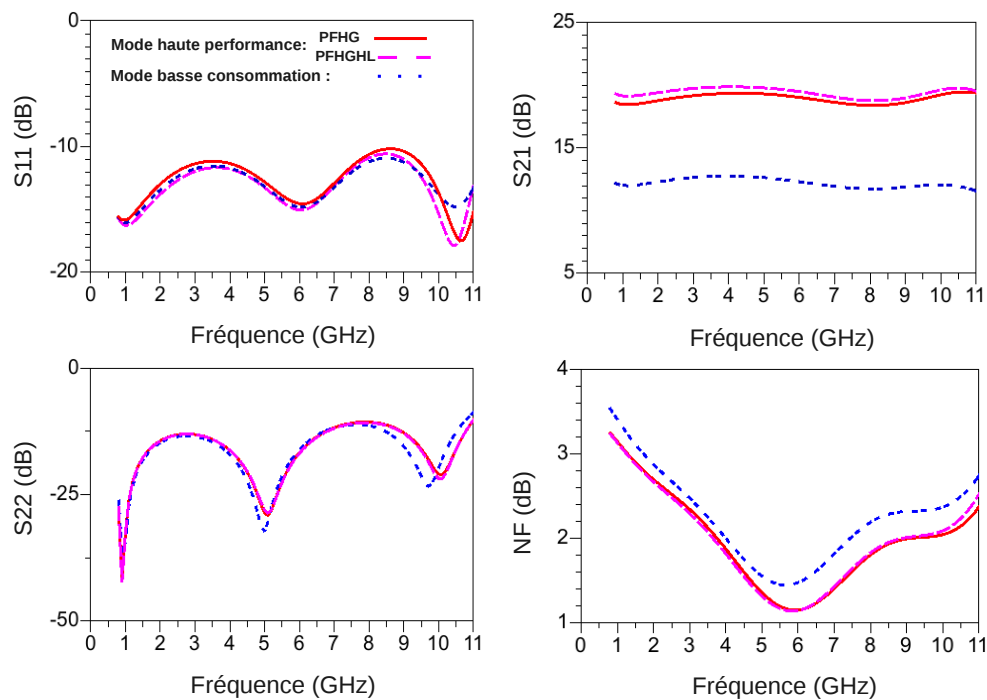 0
-10
-20
S11 (dB)
Mode haute performance: PFHG
PFHGHL
Mode basse consommation :
0 1 2 3 4 5 6 7 8 9 10 11
Fréquence (GHz)
25
15
5
S21 (dB)
0 1 2 3 4 5 6 7 8 9 10 11
Fréquence (GHz)
0
-25
-50
S22 (dB)
0 1 2 3 4 5 6 7 8 9 10 11
Fréquence (GHz)
4
3
2
1
NF (dB)
0 1 2 3 4 5 6 7 8 9 10 11
Fréquence (GHz)